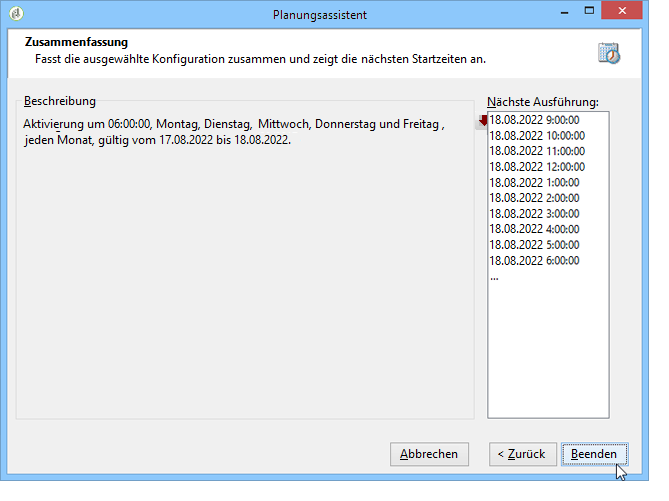 Planungsassistent
Zusammenfassung
Fasst die ausgewählte Konfiguration zusammen und zeigt die nächsten Startzeiten an.
Beschreibung
Aktivierung um 06:00:00, Montag, Dienstag, Mittwoch, Donnerstag und Freitag ,
jeden Monat, gültig vom 17.08.2022 bis 18.08.2022.
Nächste Ausführung:
18.08.2022 9:00:00
18.08.2022 10:00:00
18.08.2022 11:00:00
18.08.2022 12:00:00
18.08.2022 1:00:00
18.08.2022 2:00:00
18.08.2022 3:00:00
18.08.2022 4:00:00
18.08.2022 5:00:00
18.08.2022 6:00:00
...
Abbrechen
< Zurück
Beenden